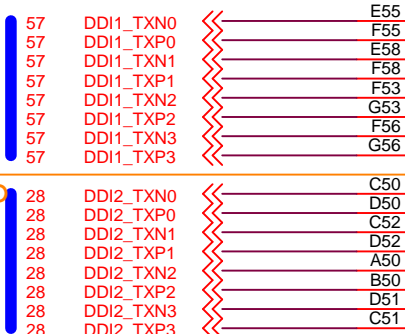 57 DDI1_TXN0 E55
57 DDI1_TXP0 F55
57 DDI1_TXN1 E58
57 DDI1_TXP1 F58
57 DDI1_TXN2 F53
57 DDI1_TXP2 G53
57 DDI1_TXN3 F56
57 DDI1_TXP3 G56
28 DDI2_TXN0 C50
28 DDI2_TXP0 D50
28 DDI2_TXN1 C52
28 DDI2_TXP1 D52
28 DDI2_TXN2 A50
28 DDI2_TXP2 B50
28 DDI2_TXN3 D51
28 DDI2_TXP3 C51